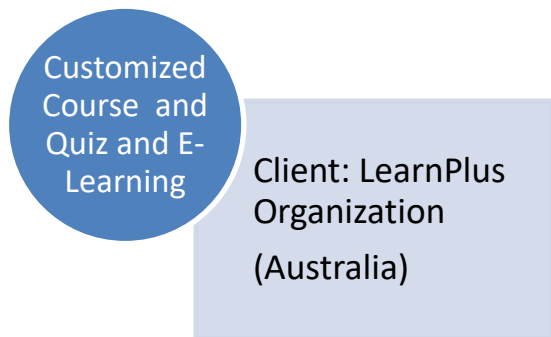 Customized
Course and
Quiz and E-
Learning
Client: LearnPlus
Organization
(Australia)